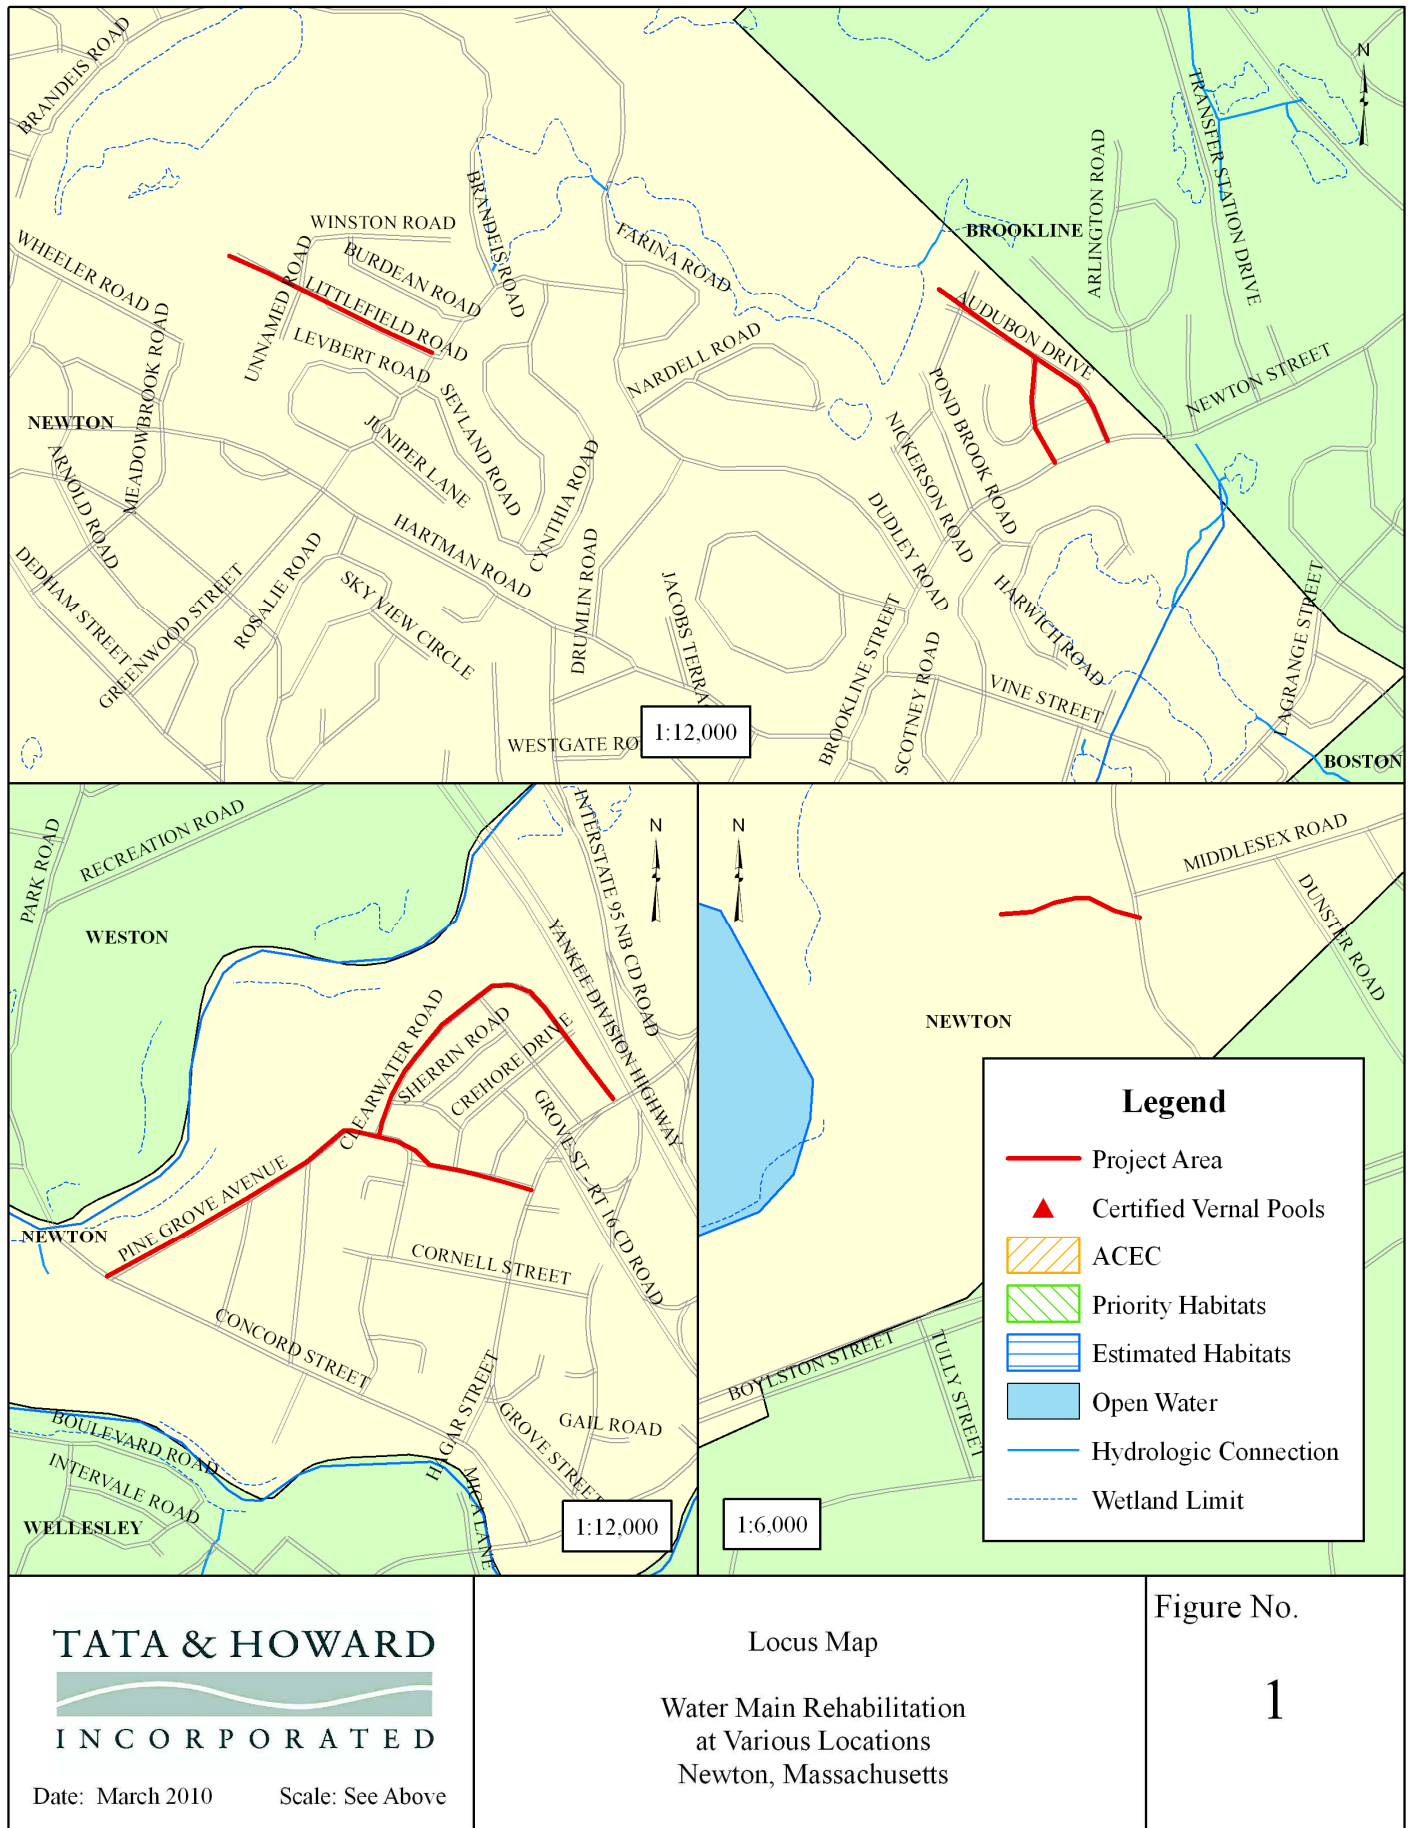 BRANDEIS ROAD
TRANSFER STATION DRIVE
N
ARLINGTON ROAD
BRANDEIS ROAD
WINSTON ROAD
FARINA ROAD
BROOKLINE
WHEELER ROAD
UNNAMED ROAD
BURDEAN ROAD
LITTLEFIELD ROAD
AUDUBON DRIVE
MEADOWBROOK ROAD
LEVBERT ROAD
NARDELL ROAD
NEWTON STREET
POND BROOK ROAD
SEVLAND ROAD
NEWTON
JUNIPER LANE
NICKERSON ROAD
CYNTHIA ROAD
ARNOLD ROAD
DUDLEY ROAD
HARTMAN ROAD
DRUMLIN ROAD
DEDHAM STREET
GREENWOOD STREET
ROSALIE ROAD
SKY VIEW CIRCLE
JACOBS TERRA
HARWICH ROAD
LAGRANGE STREET
BROOKLINE STREET
SCOTNEY ROAD
VINE STREET
WESTGATE RO
1:12,000
BOSTON
PARK ROAD
RECREATION ROAD
INTERSTATE 95 NB CD ROAD
N
WESTON
YANKEE DIVISION HIGHWAY
CLEARWATER ROAD
SHERRIN ROAD
CREHORE DRIVE
GROVE ST - RT 16 CD ROAD
PINE GROVE AVENUE
NEWTON
CORNELL STREET
CONCORD STREET
HAGAR STREET
GROVE STREET
GAIL ROAD
BOULEVARD ROAD
INTERVALE ROAD
MICA LANE
WELLESLEY
1:12,000
N
MIDDLESEX ROAD
DUNSTER ROAD
NEWTON
BOYLSTON STREET
TULLY STREET
1:6,000
Legend
Project Area
Certified Vernal Pools
ACEC
Priority Habitats
Estimated Habitats
Open Water
Hydrologic Connection
Wetland Limit
TATA & HOWARD
INCORPORATED
Date: March 2010 Scale: See Above
Locus Map
Water Main Rehabilitation
at Various Locations
Newton, Massachusetts
Figure No.
1